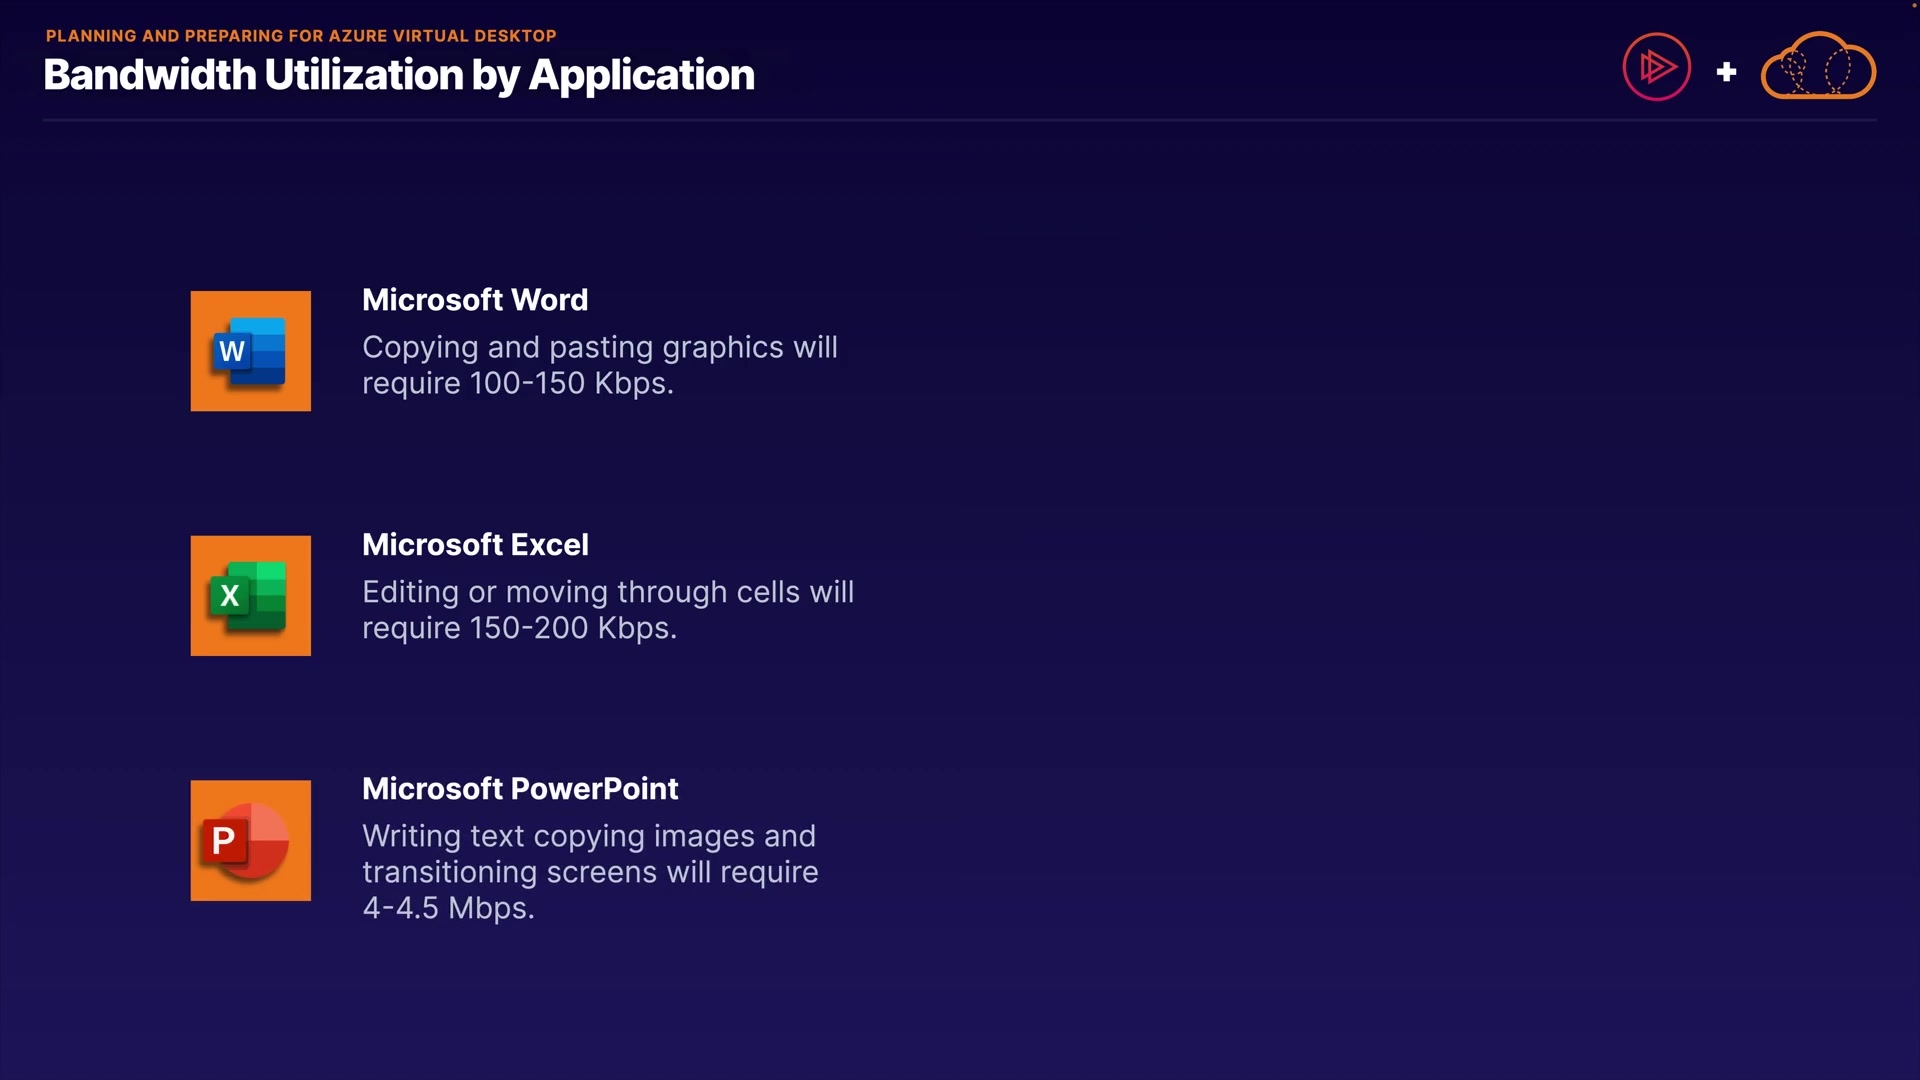 PLANNING AND PREPARING FOR AZURE VIRTUAL DESKTOP
Bandwidth Utilization by Application
+
W
Microsoft Word
Copying and pasting graphics will
require 100-150 Kbps.
X
Microsoft Excel
Editing or moving through cells will
require 150-200 Kbps.
P
Microsoft PowerPoint
Writing text copying images and
transitioning screens will require
4-4.5 Mbps.